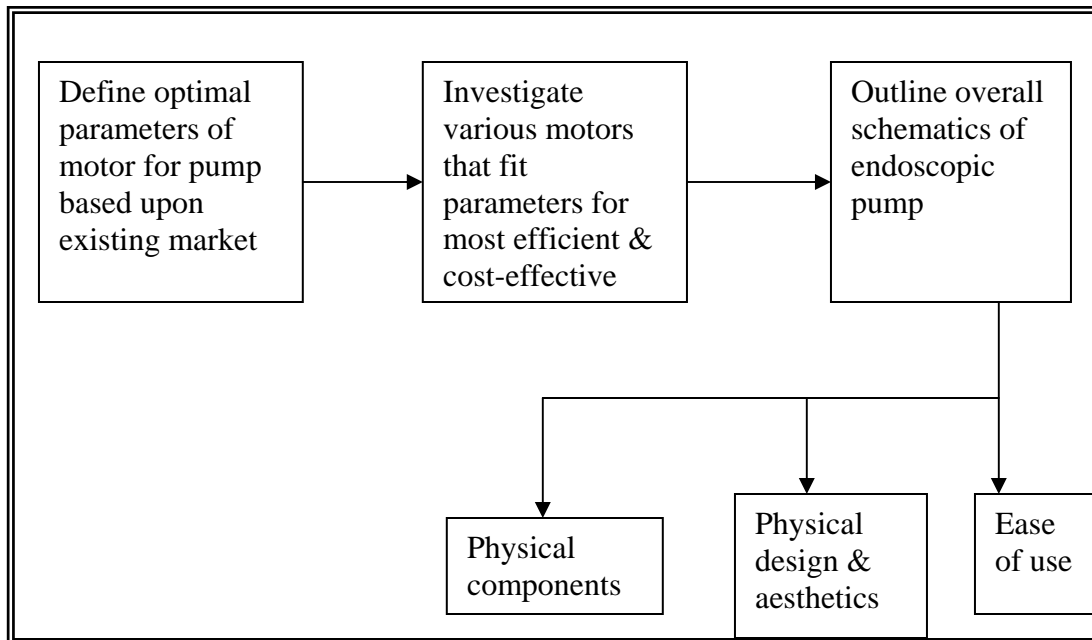 Define optimal
parameters of
motor for pump
based upon
existing market
Investigate
various motors
that fit
parameters for
most efficient &
cost-effective
Outline overall
schematics of
endoscopic
pump
Physical
components
Physical
design &
aesthetics
Ease
of use